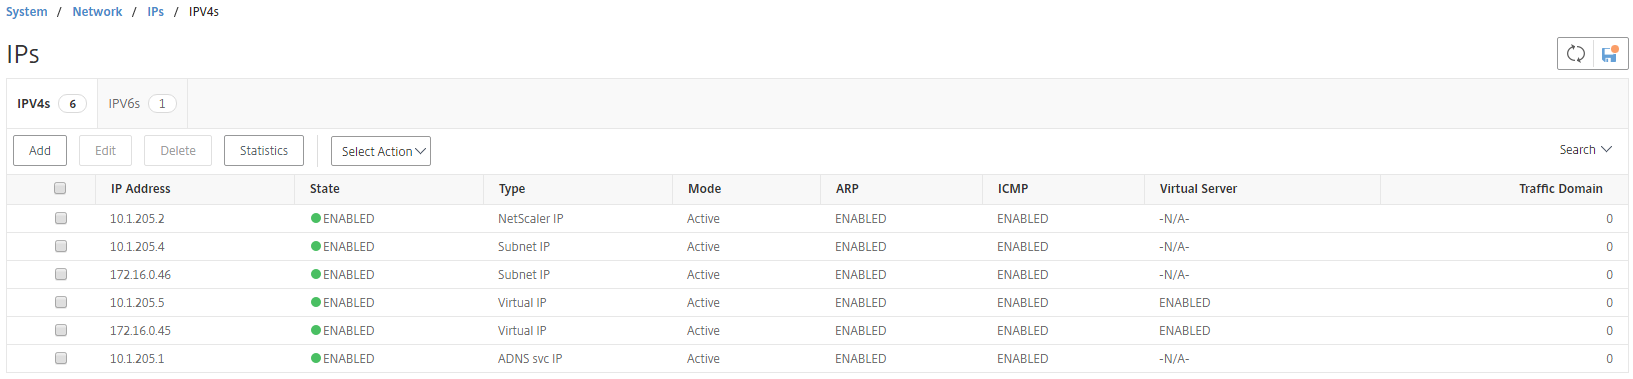 System / Network / IPs / IPV4s
IPs
IPV4s 6 IPV6s 1
Add Edit Delete Statistics Select Action Search
IP Address State Type Mode ARP ICMP Virtual Server Traffic Domain
10.1.205.2 ENABLED NetScaler IP Active ENABLED ENABLED -N/A- 0
10.1.205.4 ENABLED Subnet IP Active ENABLED ENABLED -N/A- 0
172.16.0.46 ENABLED Subnet IP Active ENABLED ENABLED -N/A- 0
10.1.205.5 ENABLED Virtual IP Active ENABLED ENABLED ENABLED 0
172.16.0.45 ENABLED Virtual IP Active ENABLED ENABLED ENABLED 0
10.1.205.1 ENABLED ADNS svc IP Active ENABLED ENABLED -N/A- 0